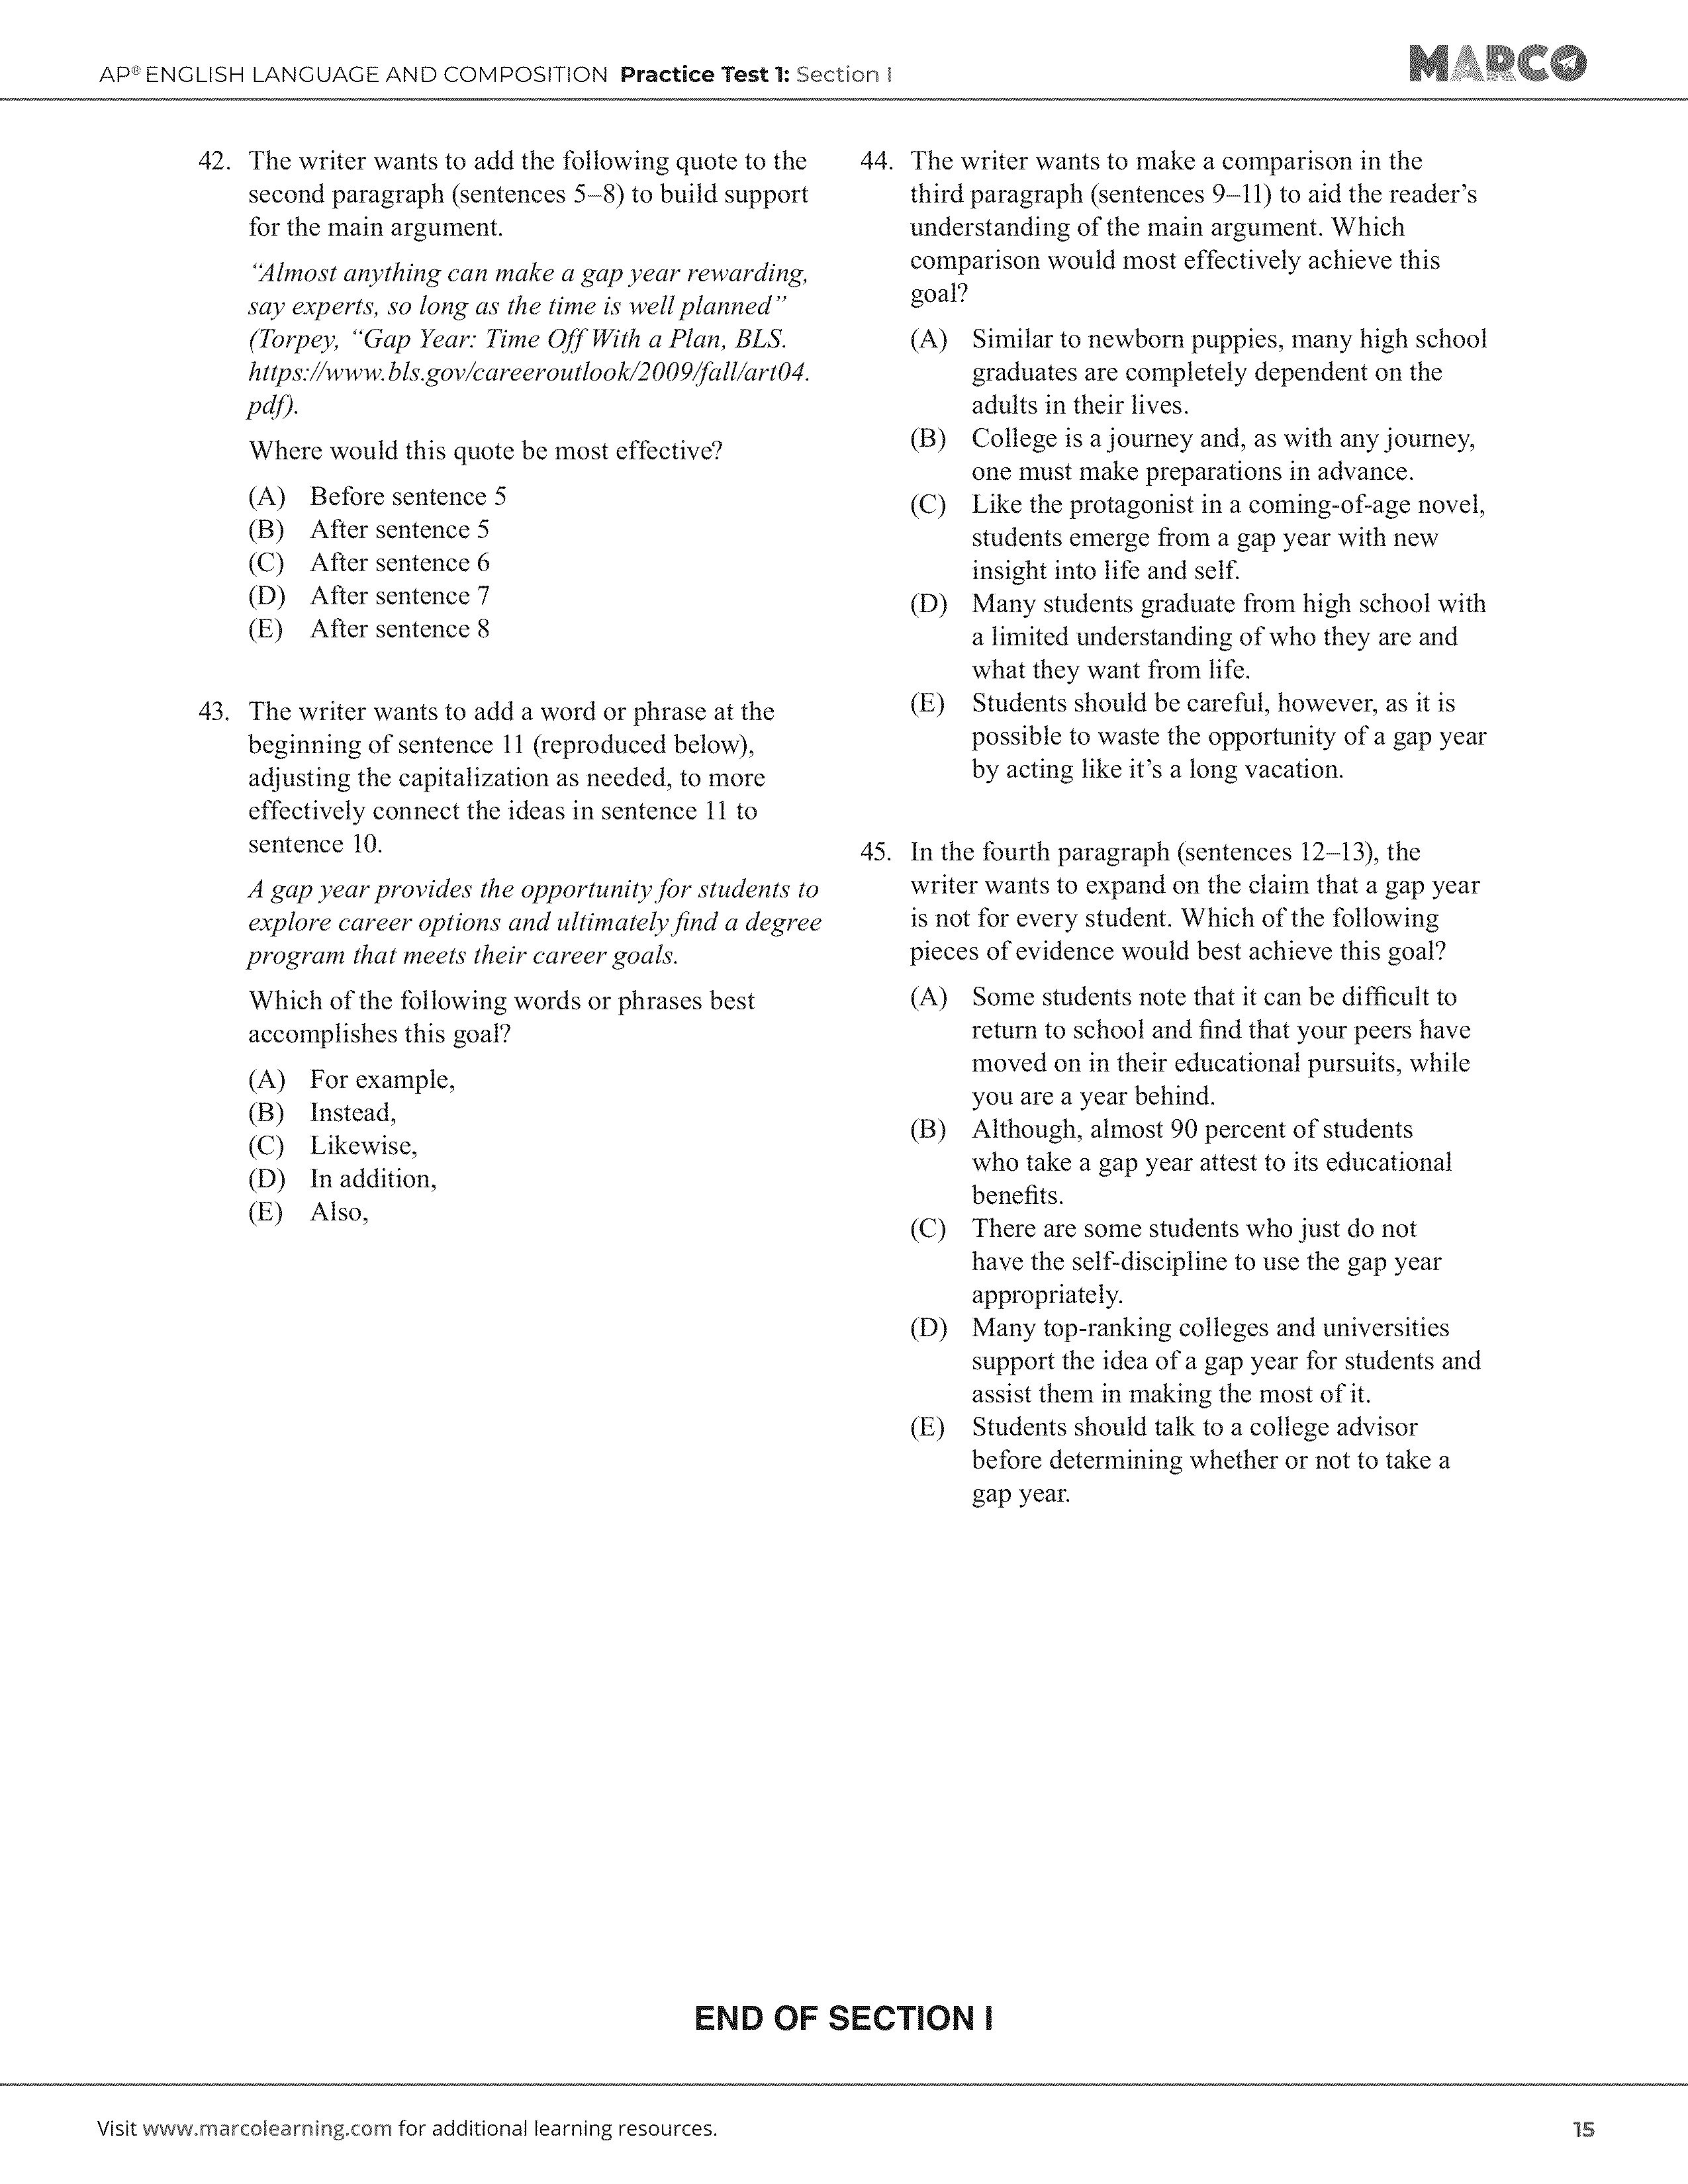 AP® ENGLISH LANGUAGE AND COMPOSITION Practice Test 1: Section I
MARCO
42. The writer wants to add the following quote to the
second paragraph (sentences 5–8) to build support
for the main argument.
“Almost anything can make a gap year rewarding,
say experts, so long as the time is well planned”
(Torpey, “Gap Year: Time Off With a Plan, BLS.
https://www.bls.gov/careeroutlook/2009/fall/art04.
pdf).
Where would this quote be most effective?
(A) Before sentence 5
(B) After sentence 5
(C) After sentence 6
(D) After sentence 7
(E) After sentence 8
43. The writer wants to add a word or phrase at the
beginning of sentence 11 (reproduced below),
adjusting the capitalization as needed, to more
effectively connect the ideas in sentence 11 to
sentence 10.
A gap year provides the opportunity for students to
explore career options and ultimately find a degree
program that meets their career goals.
Which of the following words or phrases best
accomplishes this goal?
(A) For example,
(B) Instead,
(C) Likewise,
(D) In addition,
(E) Also,
44. The writer wants to make a comparison in the
third paragraph (sentences 9–11) to aid the reader’s
understanding of the main argument. Which
comparison would most effectively achieve this
goal?
(A) Similar to newborn puppies, many high school
graduates are completely dependent on the
adults in their lives.
(B) College is a journey and, as with any journey,
one must make preparations in advance.
(C) Like the protagonist in a coming-of-age novel,
students emerge from a gap year with new
insight into life and self.
(D) Many students graduate from high school with
a limited understanding of who they are and
what they want from life.
(E) Students should be careful, however, as it is
possible to waste the opportunity of a gap year
by acting like it’s a long vacation.
45. In the fourth paragraph (sentences 12–13), the
writer wants to expand on the claim that a gap year
is not for every student. Which of the following
pieces of evidence would best achieve this goal?
(A) Some students note that it can be difficult to
return to school and find that your peers have
moved on in their educational pursuits, while
you are a year behind.
(B) Although, almost 90 percent of students
who take a gap year attest to its educational
benefits.
(C) There are some students who just do not
have the self-discipline to use the gap year
appropriately.
(D) Many top-ranking colleges and universities
support the idea of a gap year for students and
assist them in making the most of it.
(E) Students should talk to a college advisor
before determining whether or not to take a
gap year.
END OF SECTION I
Visit www.marcolearning.com for additional learning resources.
15